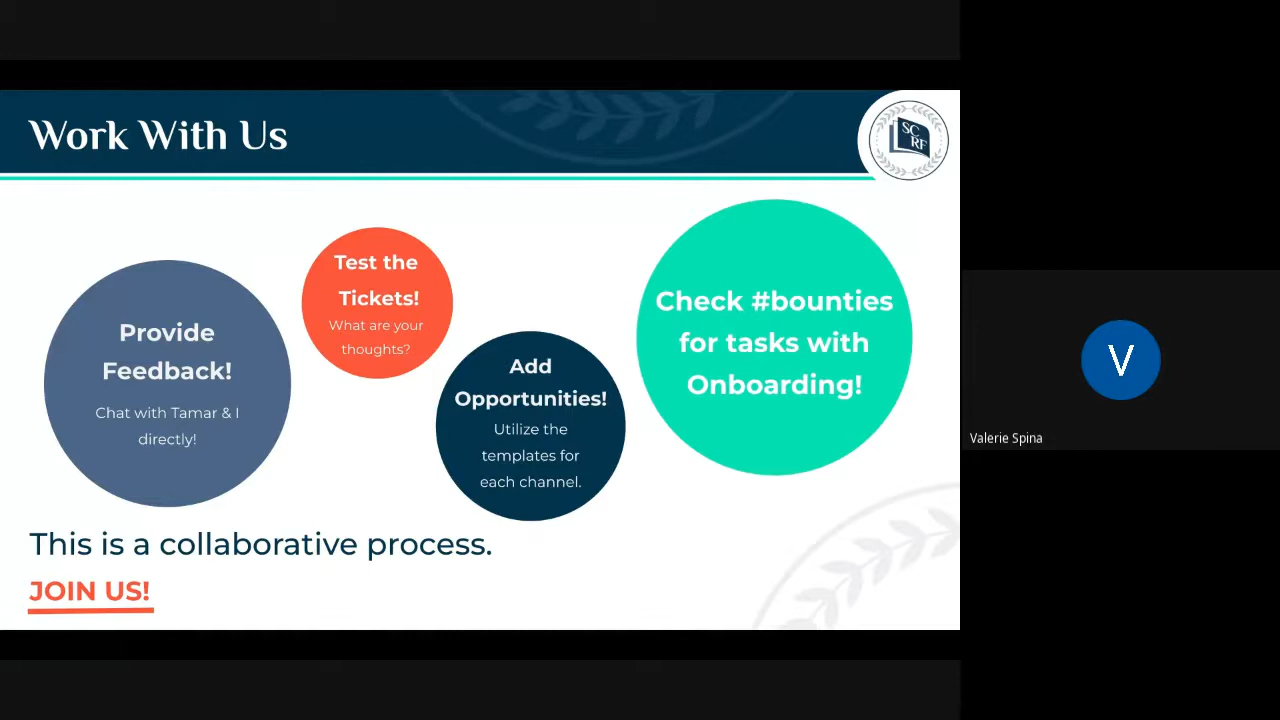 Work With Us
SC
RF
Provide
Feedback!
Chat with Tamar & I
directly!
Test the
Tickets!
What are your
thoughts?
Add
Opportunities!
Utilize the
templates for
each channel.
Check #bounties
for tasks with
Onboarding!
This is a collaborative process.
JOIN US!
V
Valerie Spina